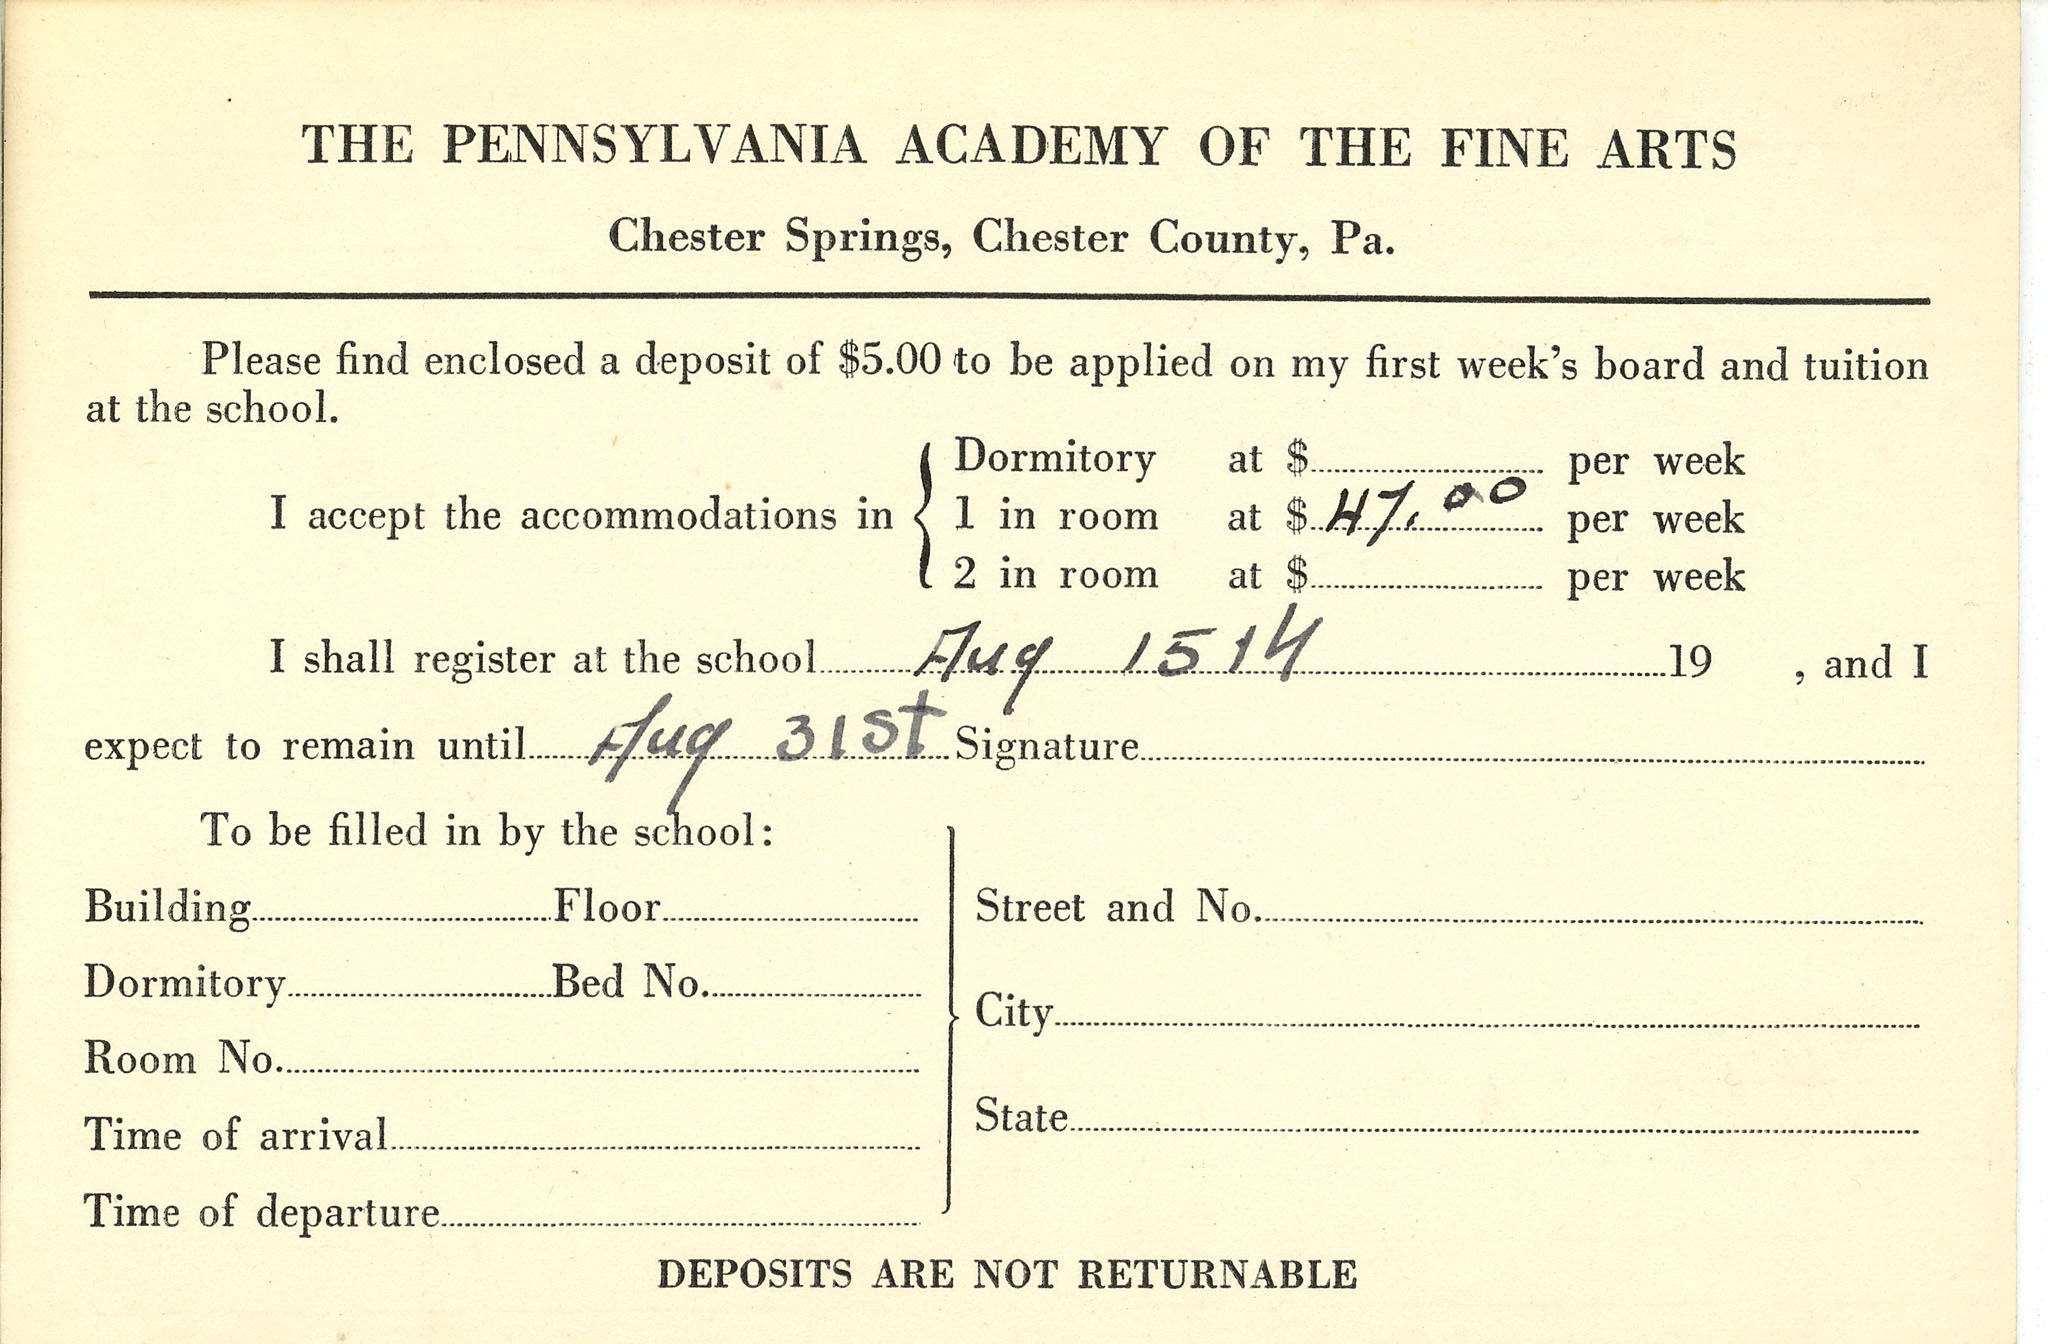 THE PENNSYLVANIA ACADEMY OF THE FINE ARTS
Chester Springs, Chester County, Pa.
Please find enclosed a deposit of $5.00 to be applied on my first week's board and tuition
at the school.
Dormitory at $ per week
I accept the accommodations in { 1 in room at $ 47.00 per week
2 in room at $ per week
I shall register at the school Aug 15th 19 , and I
expect to remain until Aug 31st Signature
To be filled in by the school:
Building Floor Street and No.
Dormitory Bed No.
City
Room No.
State
Time of arrival
Time of departure
DEPOSITS ARE NOT RETURNABLE